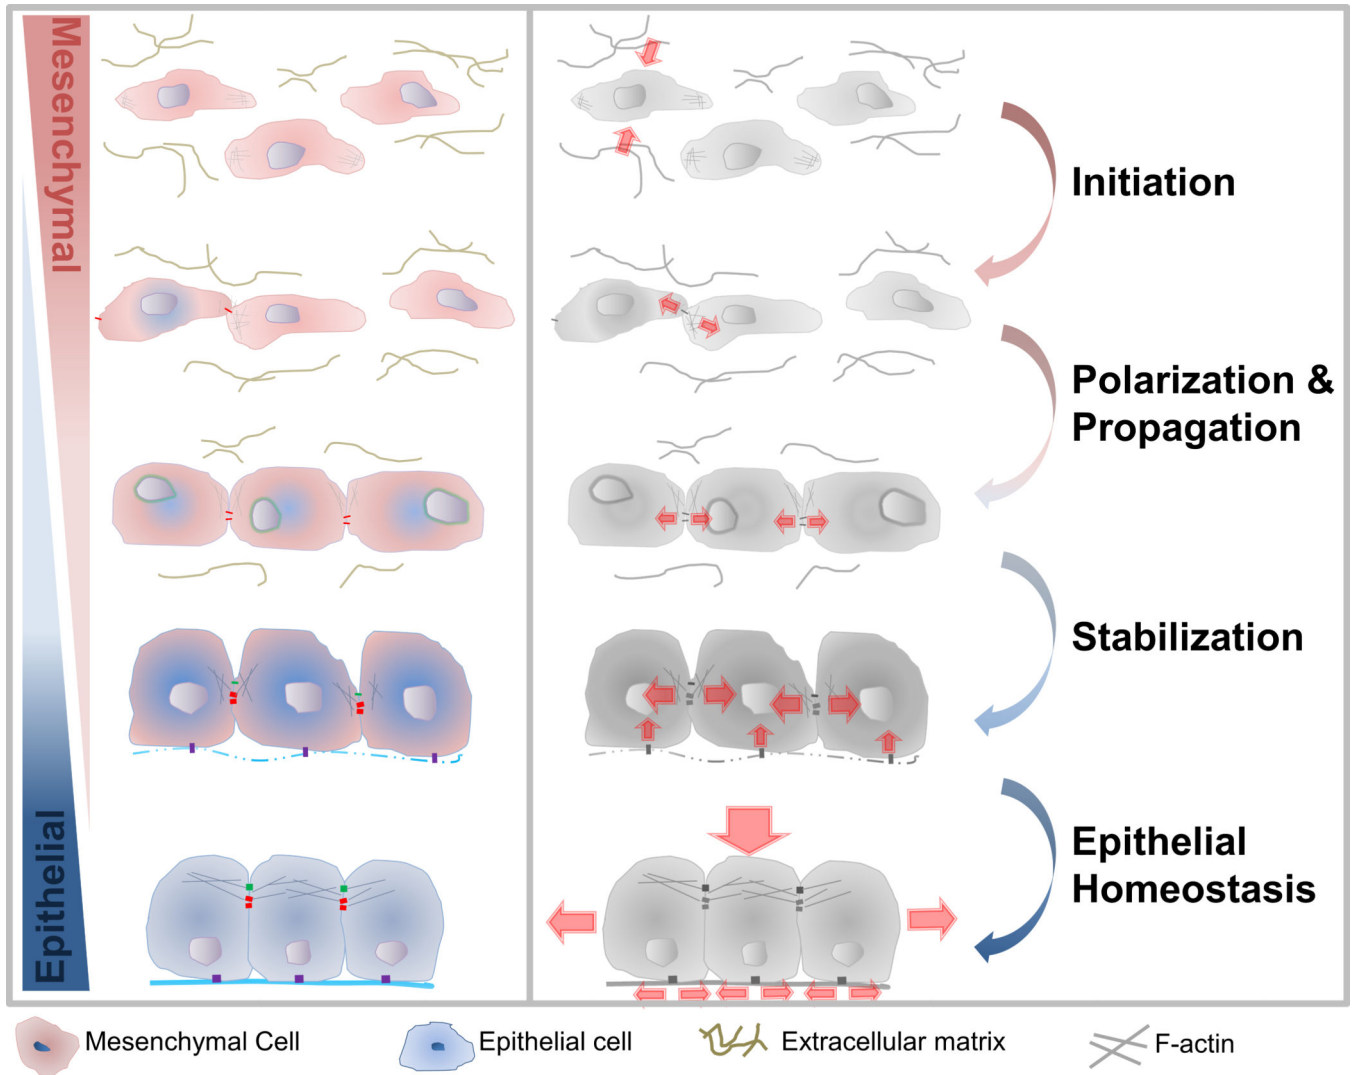 Mesenchymal
Epithelial
Initiation
Polarization &
Propagation
Stabilization
Epithelial
Homeostasis
Mesenchymal Cell
Epithelial cell
Extracellular matrix
F-actin